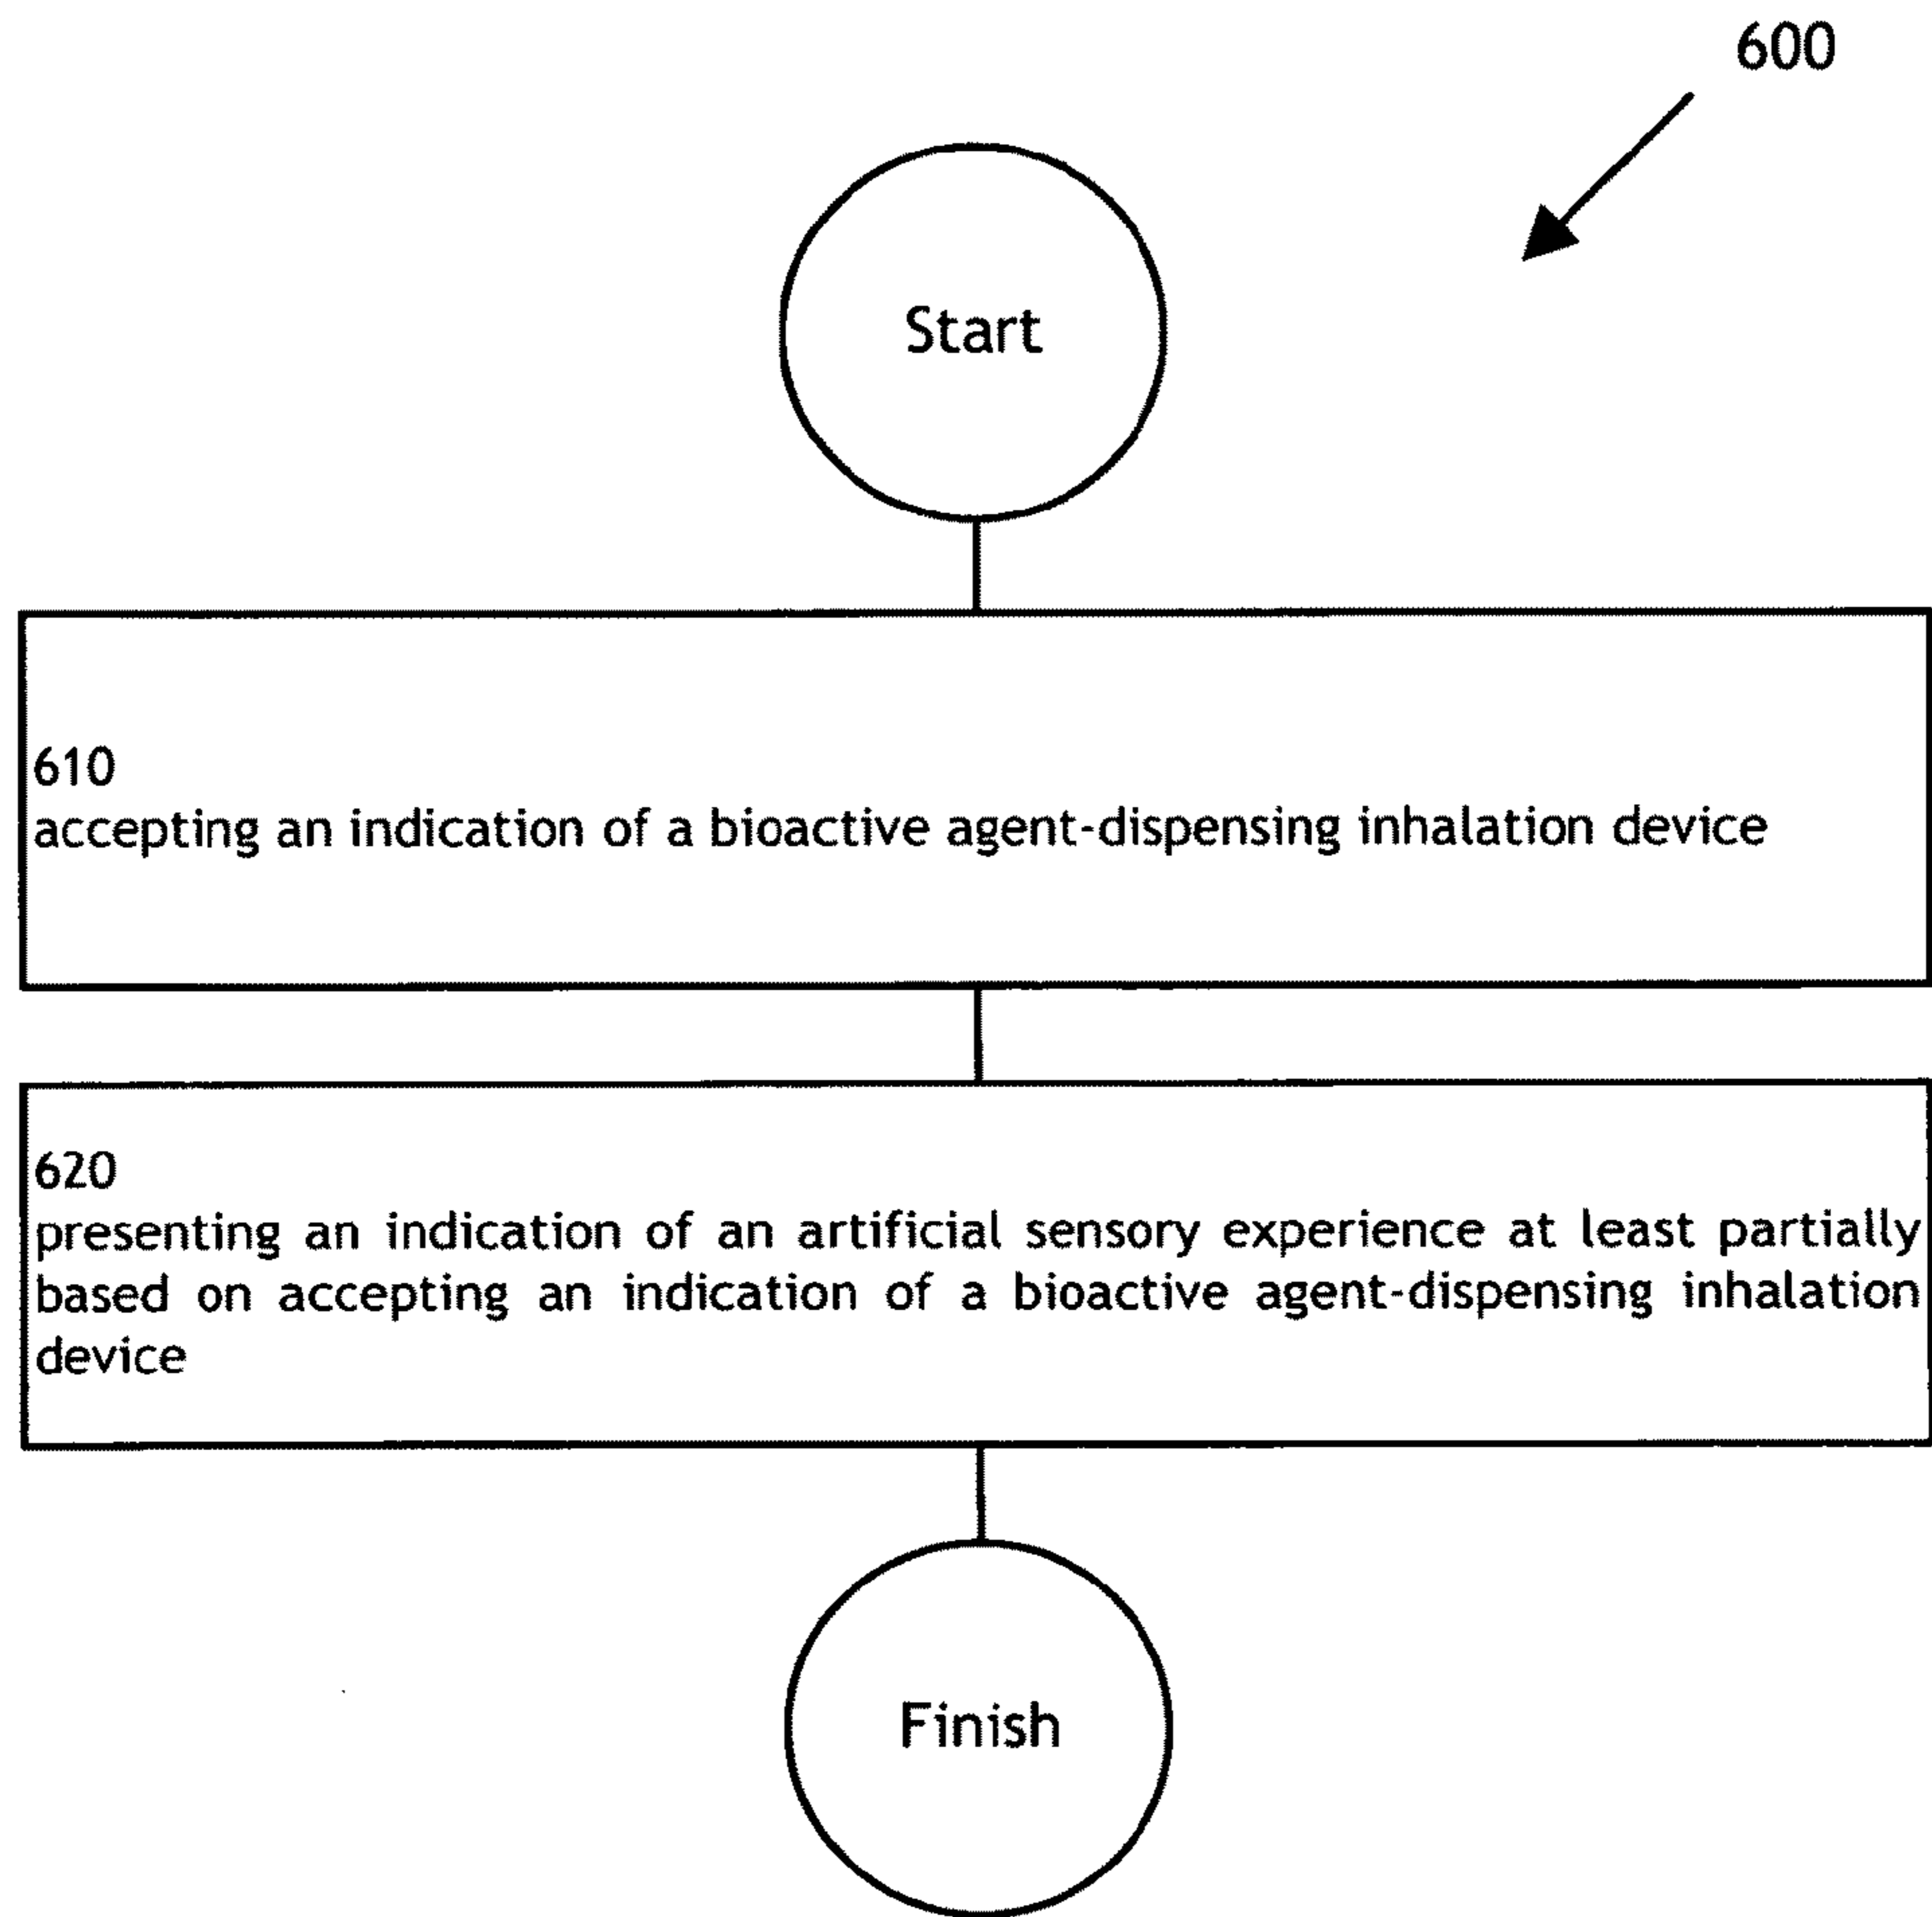 600
Start
610
accepting an indication of a bioactive agent-dispensing inhalation device
620
presenting an indication of an artificial sensory experience at least partially
based on accepting an indication of a bioactive agent-dispensing inhalation
device
Finish